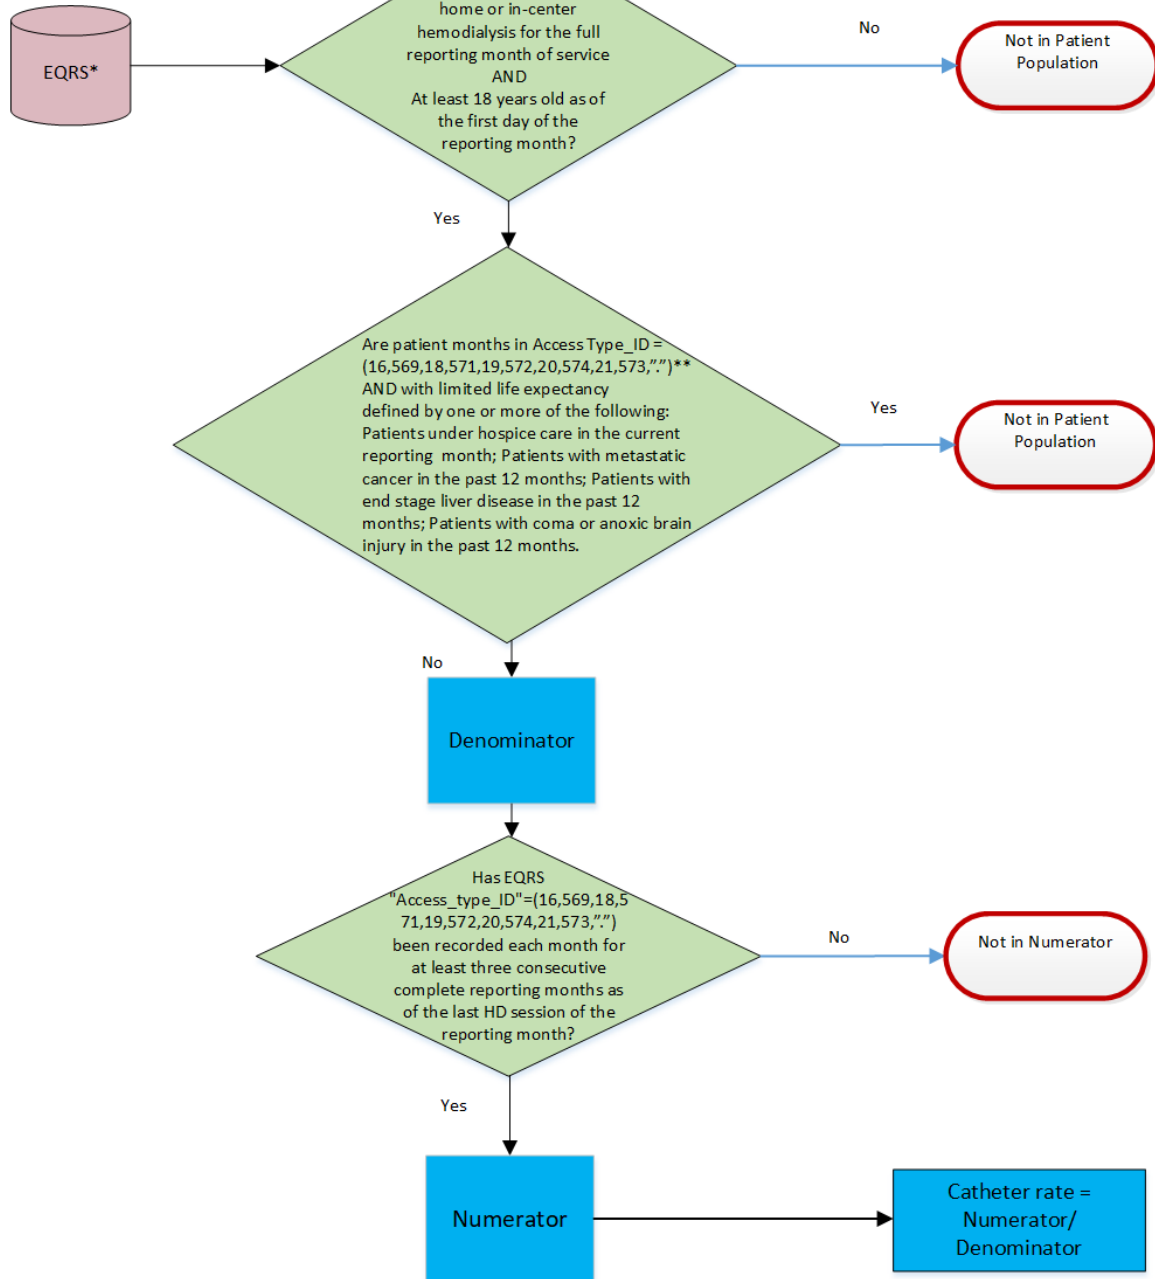 home or in-center
hemodialysis for the full
reporting month of service
AND
At least 18 years old as of
the first day of the
reporting month?
EQRS*
No
Not in Patient
Population
Yes
Are patient months in Access Type_ID =
(16,569,18,571,19,572,20,574,21,573,”.”)**
AND with limited life expectancy
defined by one or more of the following:
Patients under hospice care in the current
reporting month; Patients with metastatic
cancer in the past 12 months; Patients with
end stage liver disease in the past 12
months; Patients with coma or anoxic brain
injury in the past 12 months.
Yes
Not in Patient
Population
No
Denominator
Has EQRS
"Access_type_ID"=(16,569,18,5
71,19,572,20,574,21,573,”.”)
been recorded each month for
at least three consecutive
complete reporting months as
of the last HD session of the
reporting month?
No
Not in Numerator
Yes
Numerator
Catheter rate =
Numerator/
Denominator